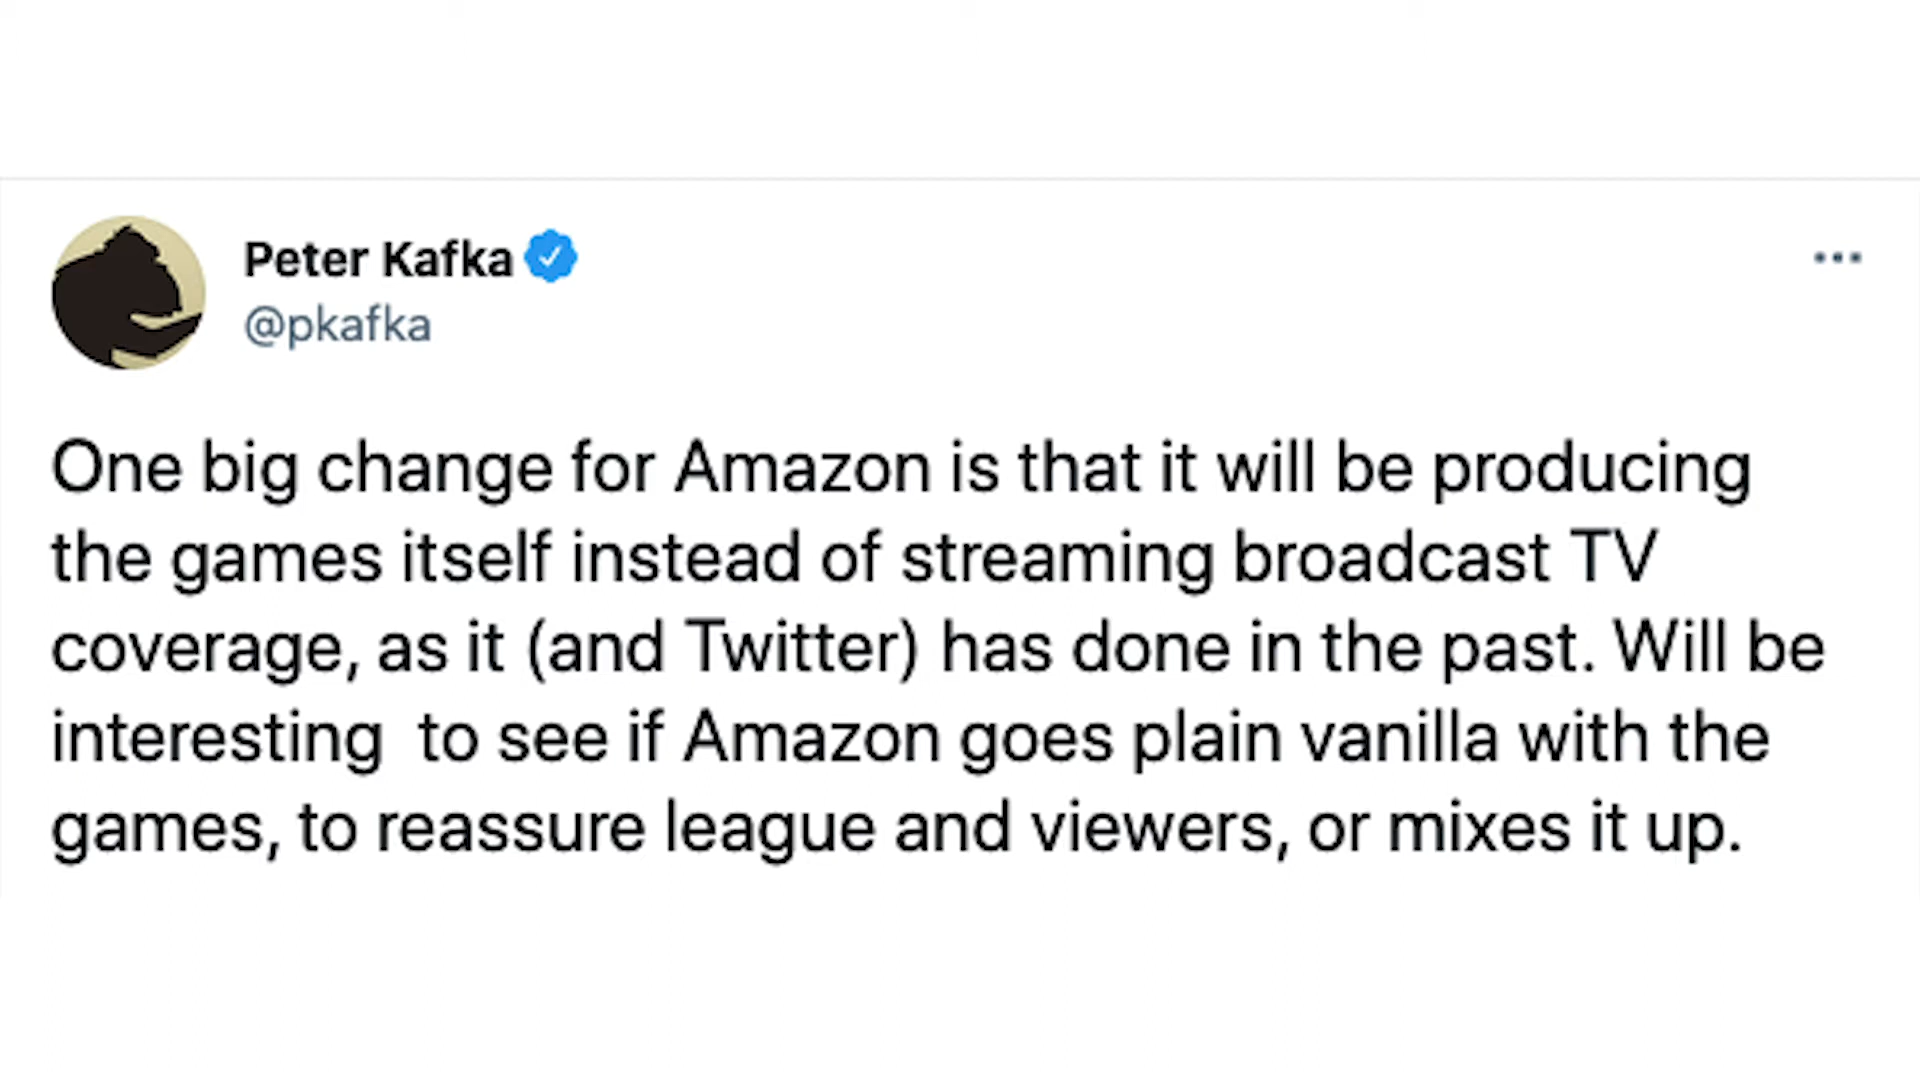 Peter Kafka
@pkafka
One big change for Amazon is that it will be producing
the games itself instead of streaming broadcast TV
coverage, as it (and Twitter) has done in the past. Will be
interesting  to see if Amazon goes plain vanilla with the
games, to reassure league and viewers, or mixes it up.